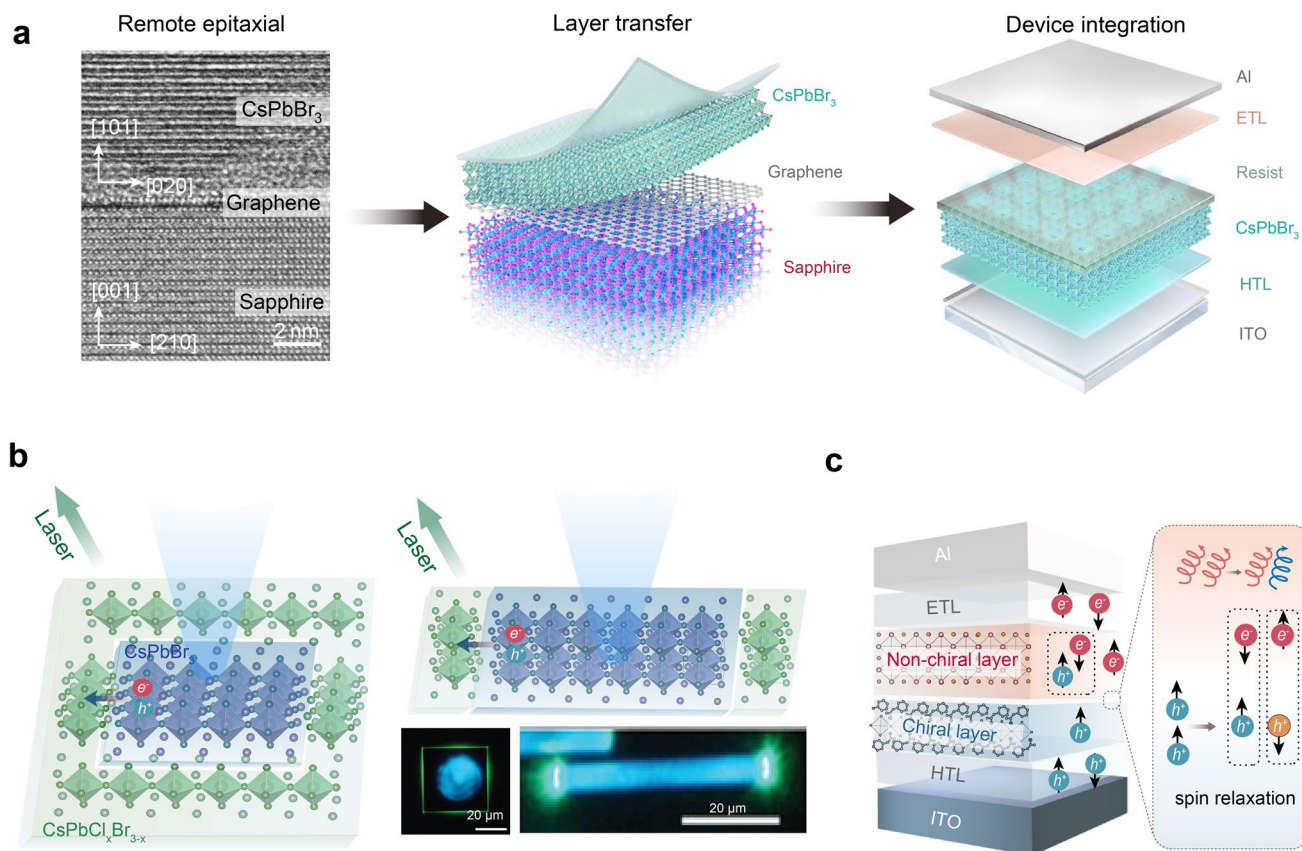 a
Remote epitaxial
Layer transfer
Device integration
CsPbBr₃
[101]
[020]
Graphene
[001]
Sapphire
[210]
2 nm
CsPbBr₃
Graphene
Sapphire
Al
ETL
Resist
CsPbBr₃
HTL
ITO
b
Laser
CsPbBr₃
e⁻
h⁺
CsPbClₓBr₃₋ₓ
Laser
e⁻
h⁺
20 µm
20 µm
c
Al
ETL
e⁻
e⁻
Non-chiral layer
e⁻
h⁺
e⁻
Chiral layer
h⁺
HTL
h⁺
h⁺
ITO
e⁻
e⁻
h⁺
h⁺
h⁺
h⁺
spin relaxation